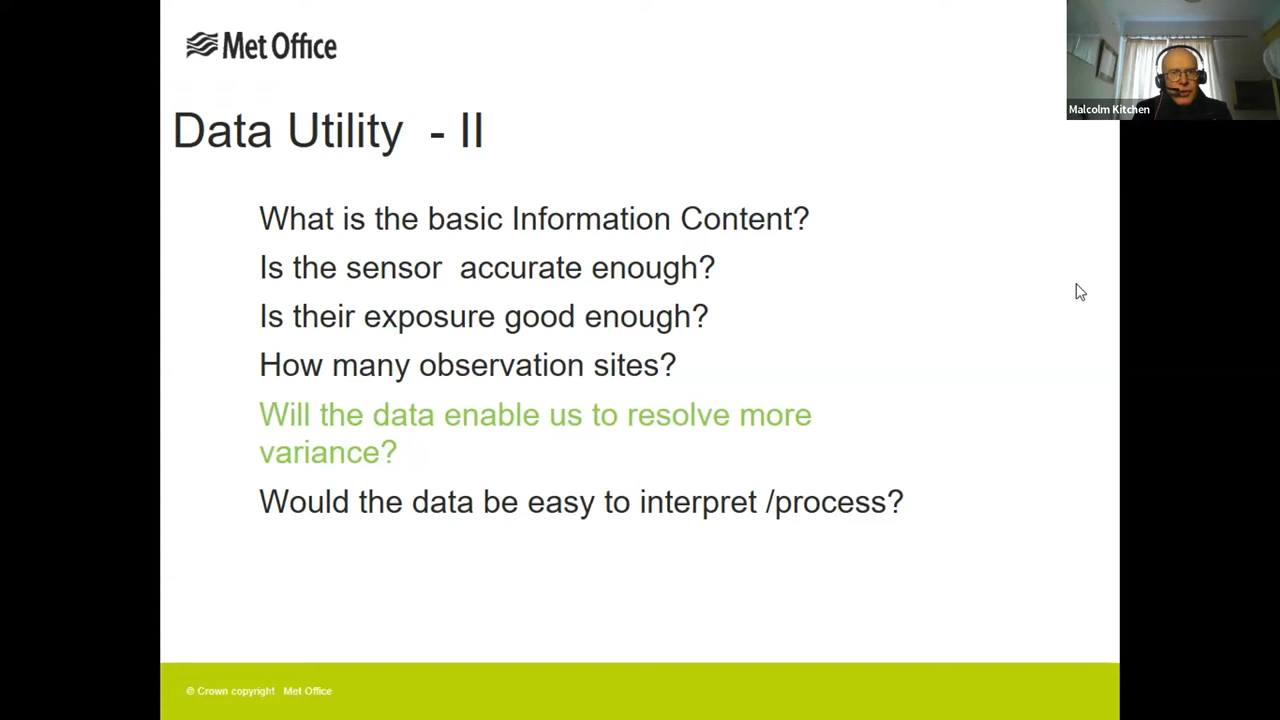 Met Office
Malcolm Kitchen
Data Utility - II
What is the basic Information Content?
Is the sensor accurate enough?
Is their exposure good enough?
How many observation sites?
Will the data enable us to resolve more
variance?
Would the data be easy to interpret /process?
© Crown copyright Met Office